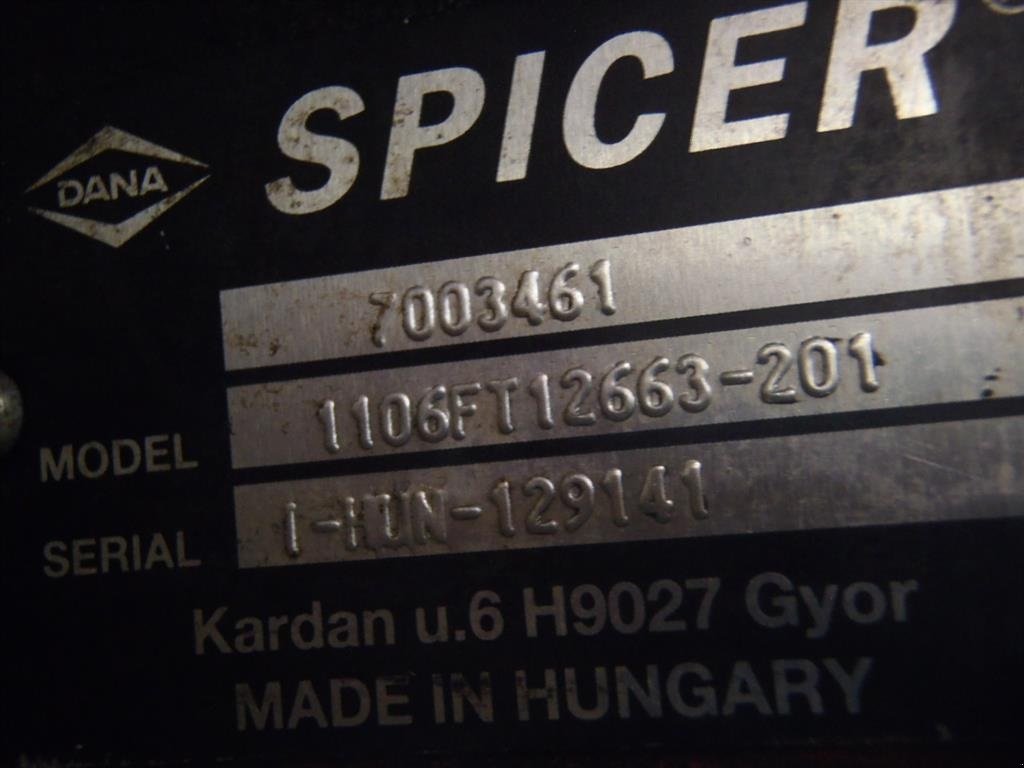 DANA SPICER®
7003461
MODEL 1106FT12663-201
SERIAL I-HUN-129141
Kardan u.6 H9027 Gyor
MADE IN HUNGARY